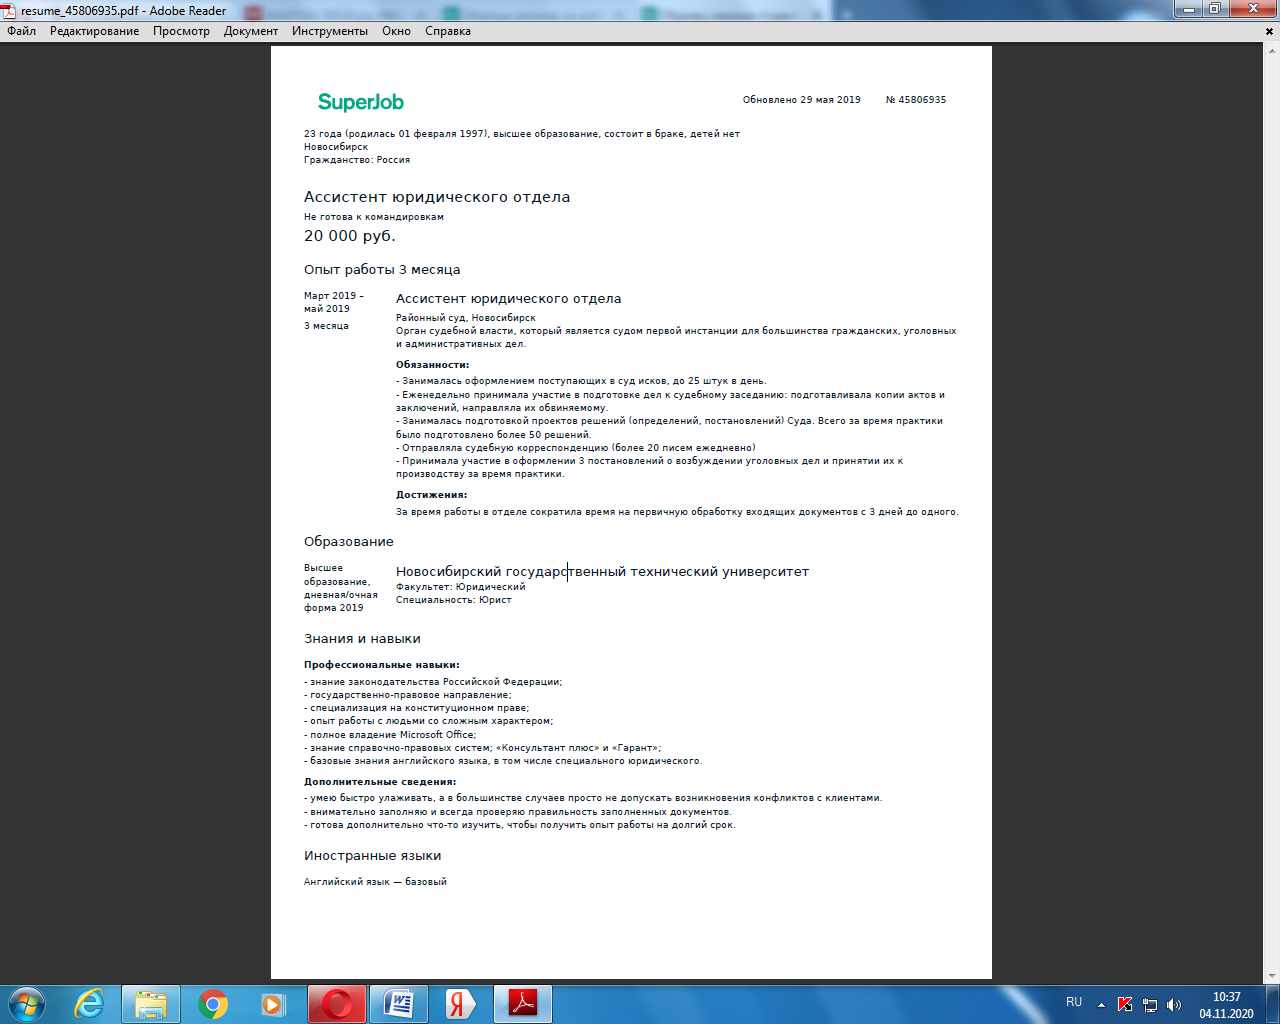 resume_45806935.pdf - Adobe Reader
Файл Редактирование Просмотр Документ Инструменты Окно Справка
SuperJob
Обновлено 29 мая 2019 № 45806935
23 года (родилась 01 февраля 1997), высшее образование, состоит в браке, детей нет
Новосибирск
Гражданство: Россия
Ассистент юридического отдела
Не готова к командировкам
20 000 руб.
Опыт работы 3 месяца
Март 2019 –
май 2019
3 месяца
Ассистент юридического отдела
Районный суд, Новосибирск
Орган судебной власти, который является судом первой инстанции для большинства гражданских, уголовных
и административных дел.
Обязанности:
- Занималась оформлением поступающих в суд исков, до 25 штук в день.
- Еженедельно принимала участие в подготовке дел к судебному заседанию: подготавливала копии актов и
заключений, направляла их обвиняемому.
- Занималась подготовкой проектов решений (определений, постановлений) Суда. Всего за время практики
было подготовлено более 50 решений.
- Отправляла судебную корреспонденцию (более 20 писем ежедневно)
- Принимала участие в оформлении 3 постановлений о возбуждении уголовных дел и принятии их к
производству за время практики.
Достижения:
За время работы в отделе сократила время на первичную обработку входящих документов с 3 дней до одного.
Образование
Высшее
образование,
дневная/очная
форма 2019
Новосибирский государственный технический университет
Факультет: Юридический
Специальность: Юрист
Знания и навыки
Профессиональные навыки:
- знание законодательства Российской Федерации;
- государственно-правовое направление;
- специализация на конституционном праве;
- опыт работы с людьми со сложным характером;
- полное владение Microsoft Office;
- знание справочно-правовых систем; «Консультант плюс» и «Гарант»;
- базовые знания английского языка, в том числе специального юридического.
Дополнительные сведения:
- умею быстро улаживать, а в большинстве случаев просто не допускать возникновения конфликтов с клиентами.
- внимательно заполняю и всегда проверяю правильность заполненных документов.
- готова дополнительно что-то изучить, чтобы получить опыт работы на долгий срок.
Иностранные языки
Английский язык — базовый
RU
10:37
04.11.2020